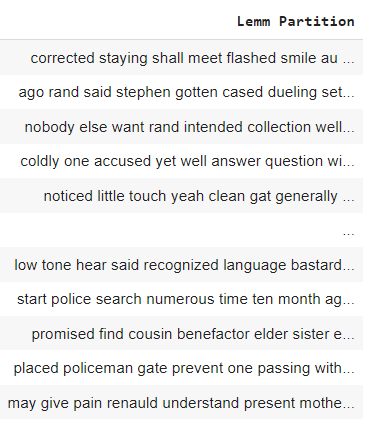 Lemm Partition
corrected staying shall meet flashed smile au ...
ago rand said stephen gotten cased dueling set...
nobody else want rand intended collection well...
coldly one accused yet well answer question wi...
noticed little touch yeah clean gat generally ...
...
low tone hear said recognized language bastard...
start police search numerous time ten month ag...
promised find cousin benefactor elder sister e...
placed policeman gate prevent one passing with...
may give pain renauld understand present mothe...